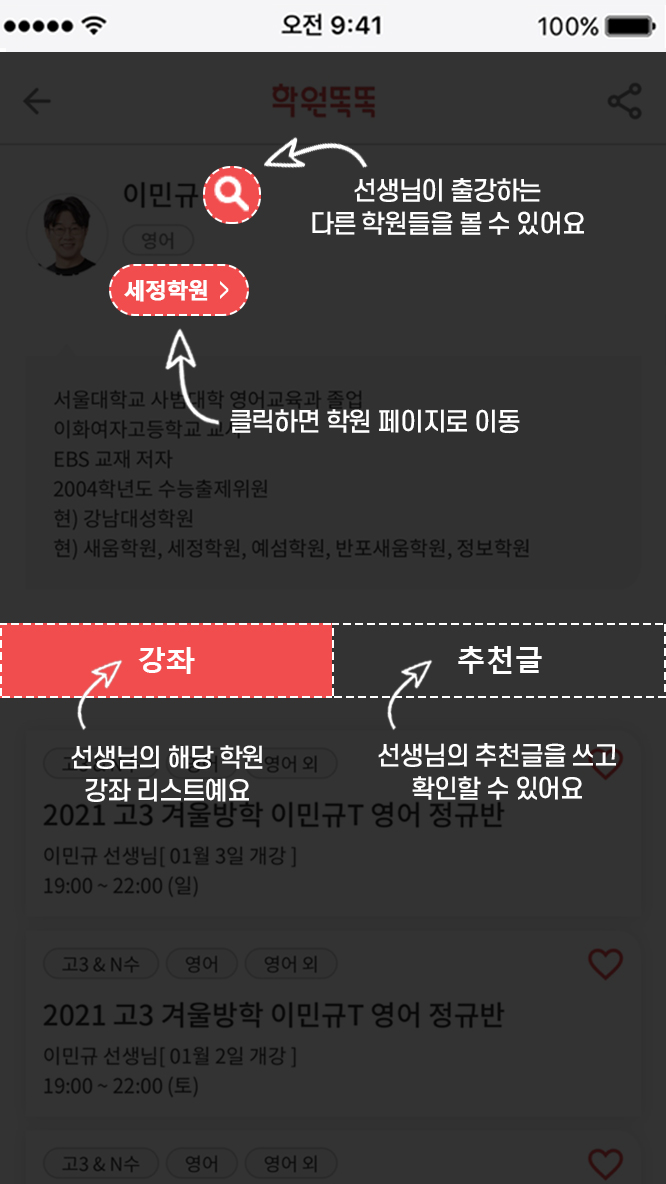 오전 9:41
100%
학원똑똑
이민규
영어
선생님이 출강하는
다른 학원들을 볼 수 있어요
세정학원 >
서울대학교 사범대학 영어교육과 졸업
이화여자고등학교 교사
클릭하면 학원 페이지로 이동
EBS 교재 저자
2004학년도 수능출제위원
현) 강남대성학원
현) 새움학원, 세정학원, 예섬학원, 반포새움학원, 정보학원
강좌
추천글
선생님의 해당 학원
강좌 리스트예요
선생님의 추천글을 쓰고
확인할 수 있어요
영어 외
2021 고3 겨울방학 이민규T 영어 정규반
이민규 선생님[ 01월 3일 개강 ]
19:00 ~ 22:00 (일)
고3 & N수 영어 영어 외
2021 고3 겨울방학 이민규T 영어 정규반
이민규 선생님[ 01월 2일 개강 ]
19:00 ~ 22:00 (토)
고3 & N수 영어 영어 외